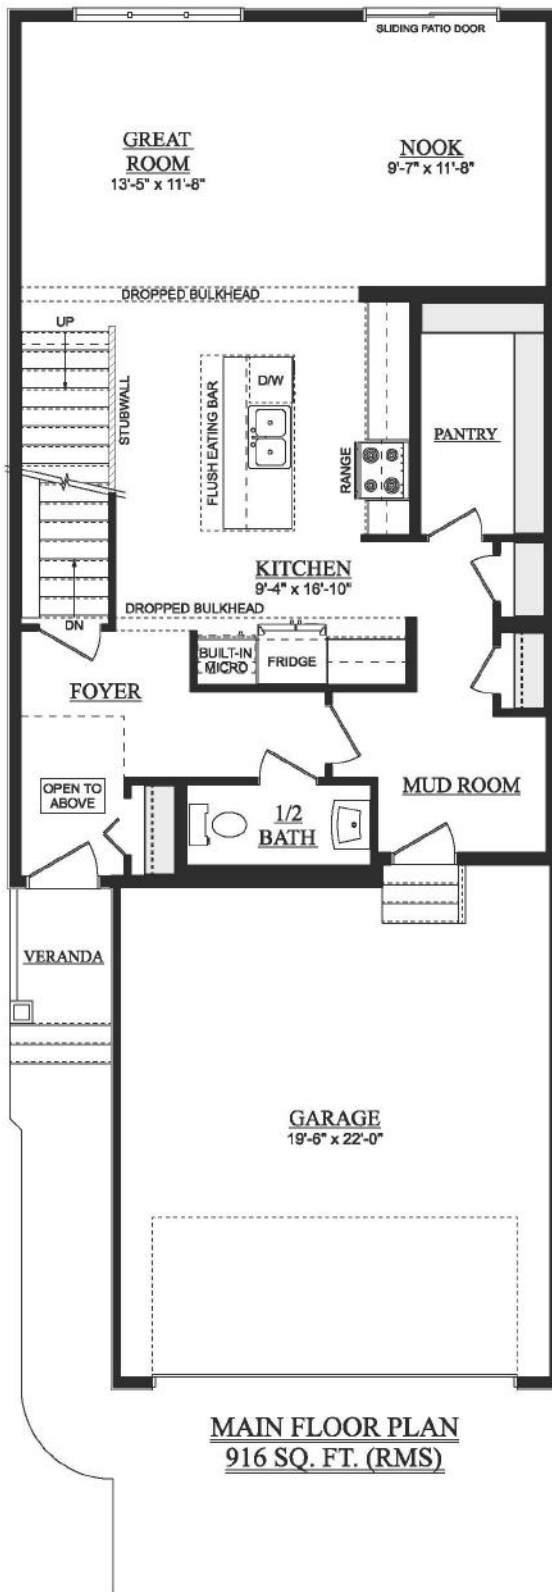 SLIDING PATIO DOOR
GREAT
ROOM
13'-5" x 11'-8"
NOOK
9'-7" x 11'-8"
DROPPED BULKHEAD
UP
STUBWALL
FLUSH EATING BAR
D/W
RANGE
PANTRY
KITCHEN
9'-4" x 16'-10"
DROPPED BULKHEAD
DN
BUILT-IN
MICRO
FRIDGE
FOYER
OPEN TO
ABOVE
1/2
BATH
MUD ROOM
VERANDA
GARAGE
19'-6" x 22'-0"
MAIN FLOOR PLAN
916 SQ. FT. (RMS)